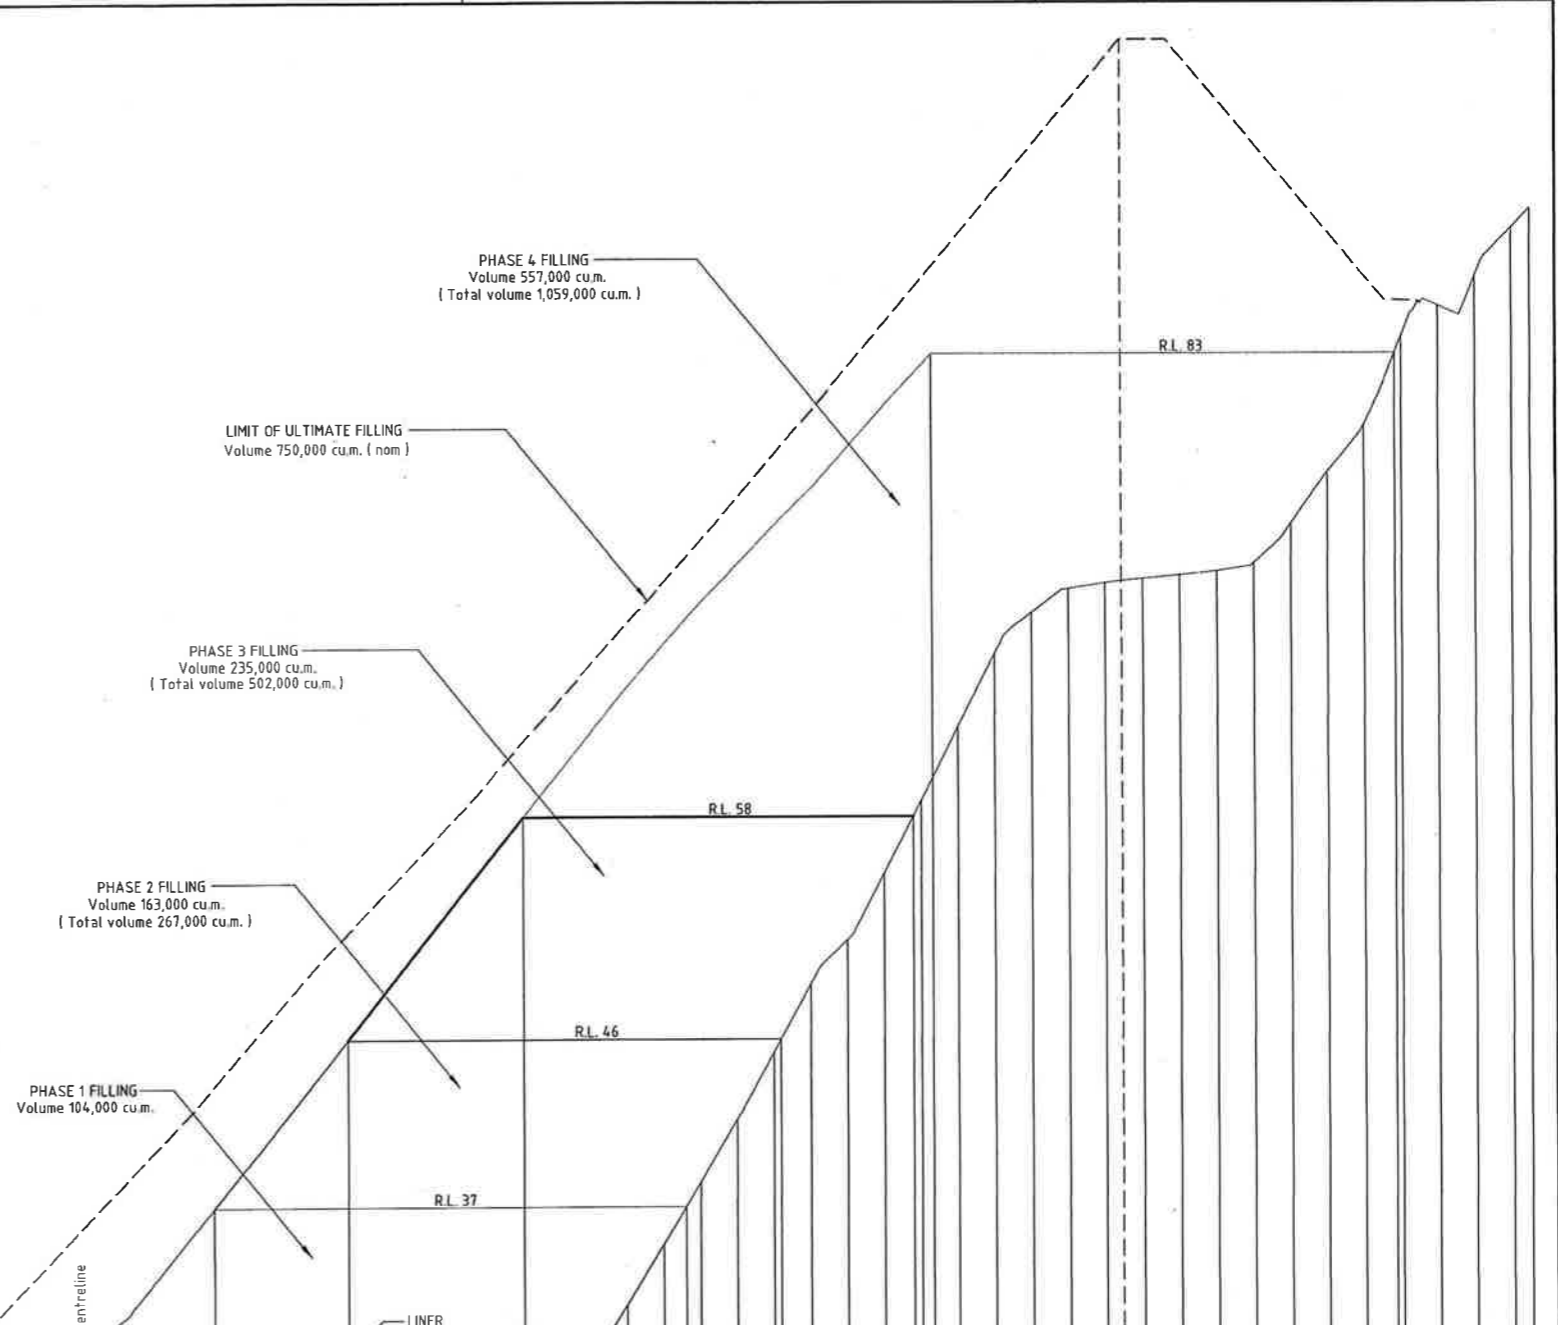 PHASE 4 FILLING
Volume 557,000 cu.m.
( Total volume 1,059,000 cu.m. )
R.L. 83
LIMIT OF ULTIMATE FILLING
Volume 750,000 cu.m. ( nom )
PHASE 3 FILLING
Volume 235,000 cu.m.
( Total volume 502,000 cu.m. )
R.L. 58
PHASE 2 FILLING
Volume 163,000 cu.m.
( Total volume 267,000 cu.m. )
R.L. 46
PHASE 1 FILLING
Volume 104,000 cu.m.
R.L. 37
entreline
LINER